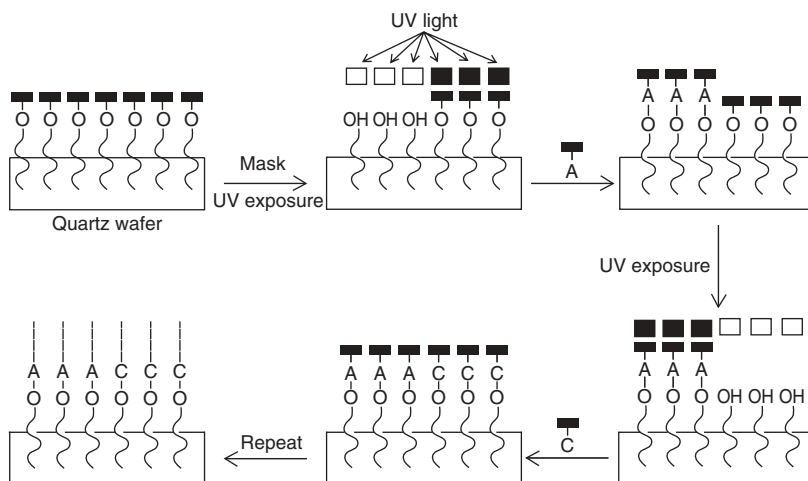 UV light
O O O O O O O
Quartz wafer
Mask
UV exposure
OH OH OH O O O
A
A A A
O O O O O O
UV exposure
A A A
O O O OH OH OH
C
A A A C C C
O O O O O O
Repeat
A A A C C C
O O O O O O